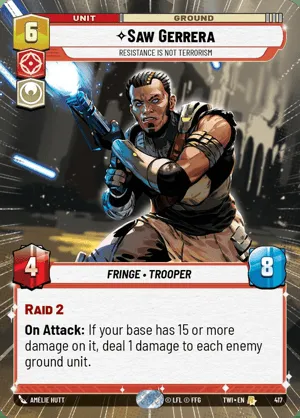 UNIT
GROUND
6
✧SAW GERRERA
RESISTANCE IS NOT TERRORISM
4
FRINGE • TROOPER
8
RAID 2
On Attack: If your base has 15 or more
damage on it, deal 1 damage to each enemy
ground unit.
AMÉLIE HUTT
© LFL © FFG
TWI • EN
417